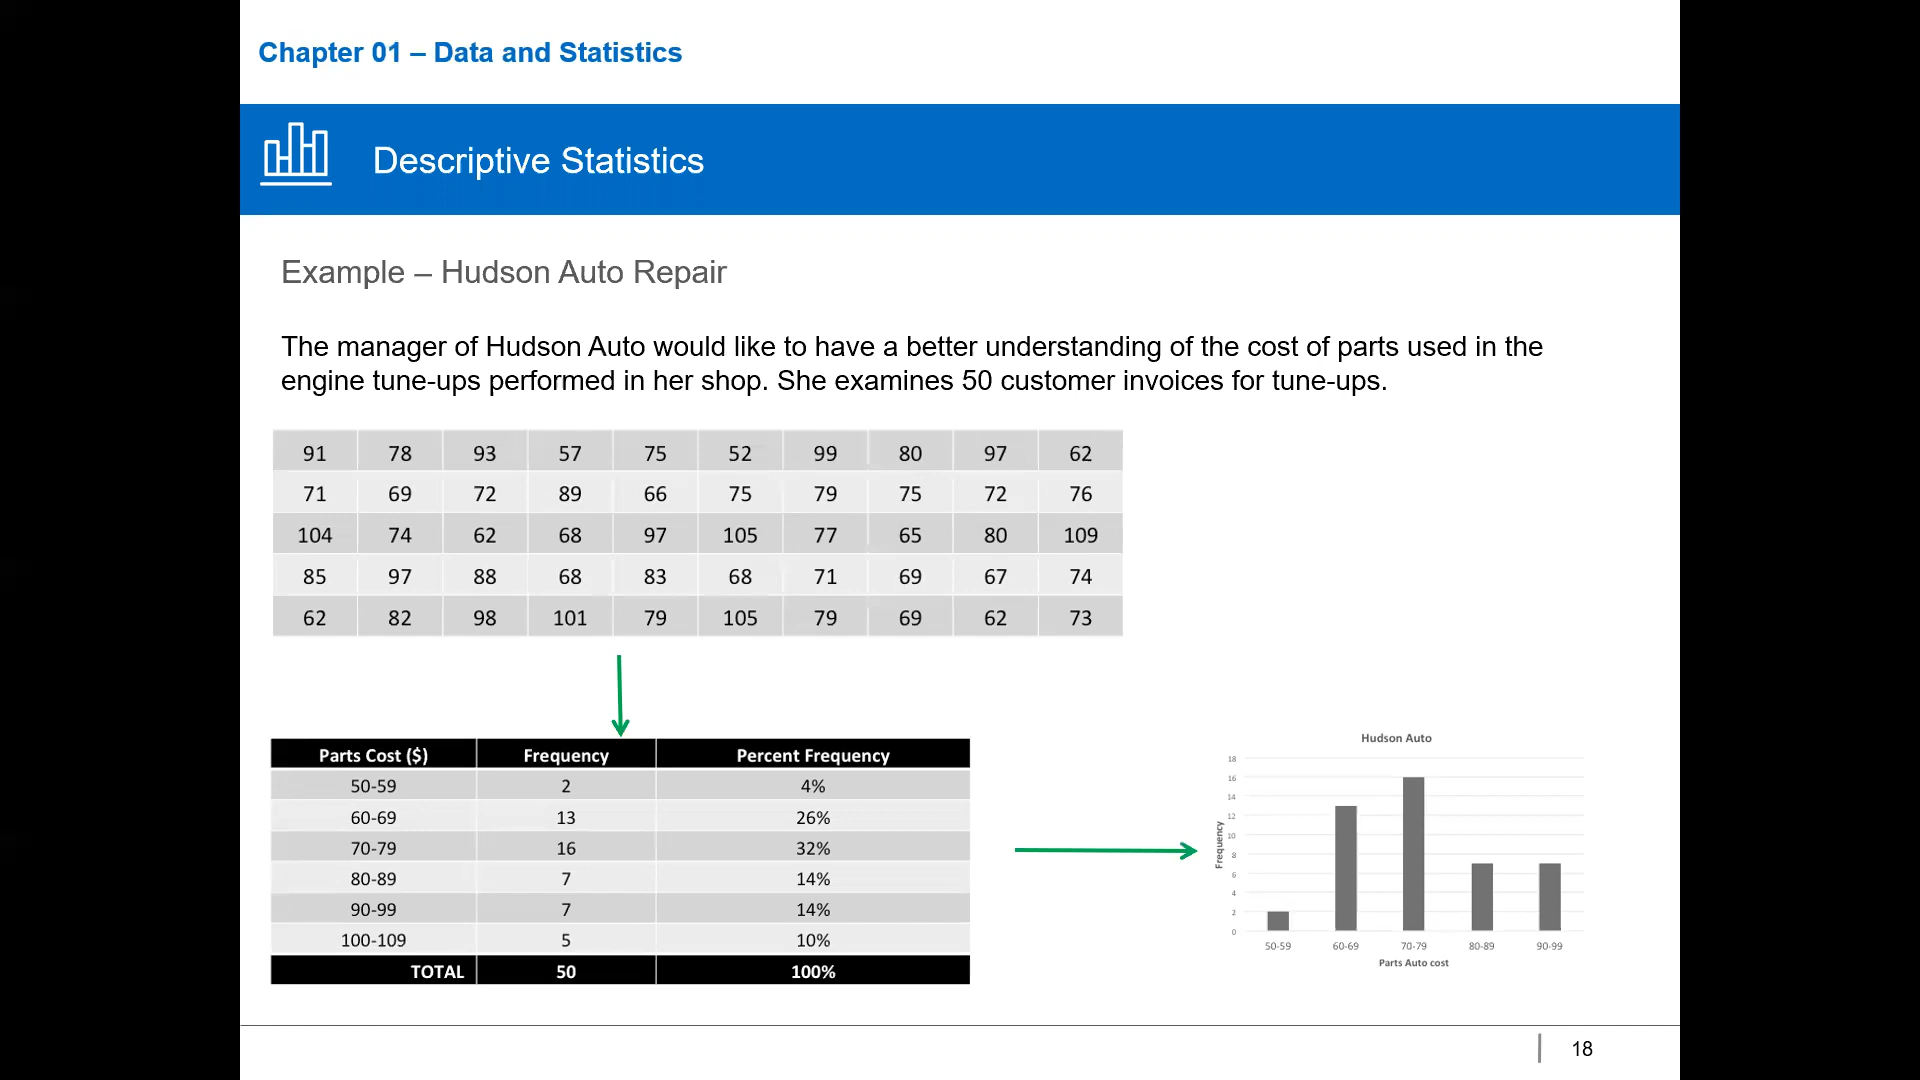 Chapter 01 – Data and Statistics
Descriptive Statistics
Example – Hudson Auto Repair
The manager of Hudson Auto would like to have a better understanding of the cost of parts used in the
engine tune-ups performed in her shop. She examines 50 customer invoices for tune-ups.
91 78 93 57 75 52 99 80 97 62
71 69 72 89 66 75 79 75 72 76
104 74 62 68 97 105 77 65 80 109
85 97 88 68 83 68 71 69 67 74
62 82 98 101 79 105 79 69 62 73
Parts Cost ($) Frequency Percent Frequency
50-59 2 4%
60-69 13 26%
70-79 16 32%
80-89 7 14%
90-99 7 14%
100-109 5 10%
TOTAL 50 100%
Hudson Auto
Frequency
18
16
14
12
10
8
6
4
2
0
50-59 60-69 70-79 80-89 90-99
Parts Auto cost
18